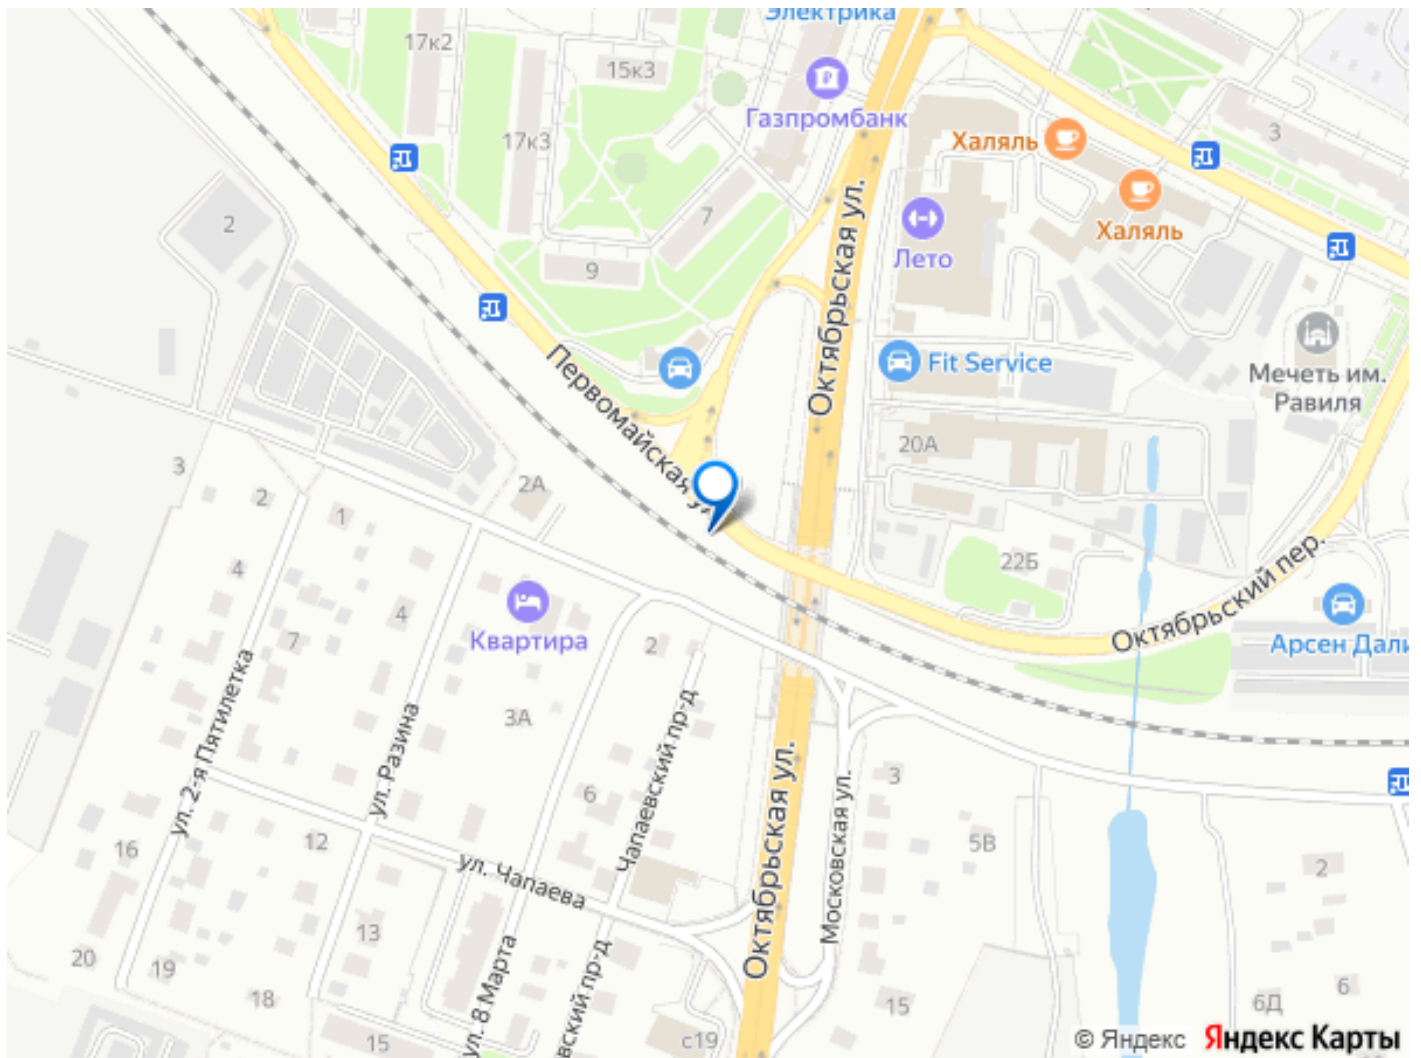 Электрика
17к2
15к3
Газпромбанк
Халяль
3
17к3
7
Халяль
2
Лето
9
Октябрьская ул.
Первомайская ул.
Fit Service
Мечеть им.
Равиля
20А
3
2А
2
1
22Б
4
4
Октябрьский пер.
Арсен Дали
Квартира
7
2
3А
ул. 2-я Пятилетка
ул. Разина
Чапаевский пр-д
Октябрьская ул.
Московская ул.
3
6
5В
2
12
16
ул. Чапаева
13
20
19
18
ул. 8 Марта
вский пр-д
15
15
6Д
6
с19
© Яндекс Яндекс Карты